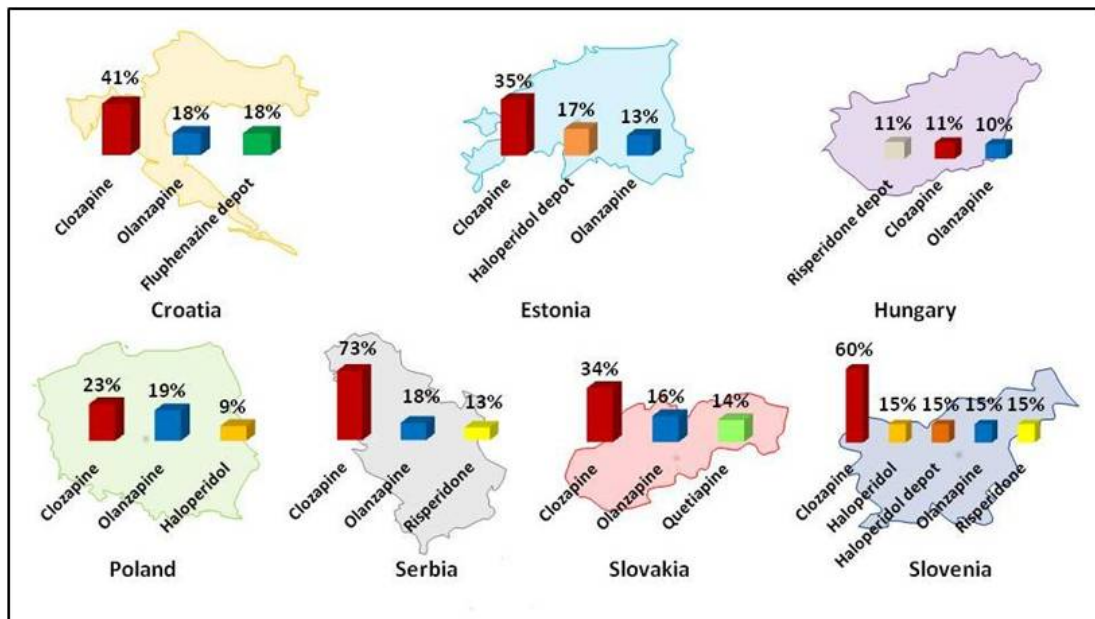 41%
18%
18%
Clozapine
Olanzapine
Fluphenazine depot
Croatia
35%
17%
13%
Clozapine
Haloperidol depot
Olanzapine
Estonia
11%
11%
10%
Risperidone depot
Clozapine
Olanzapine
Hungary
23%
19%
9%
Clozapine
Olanzapine
Haloperidol
Poland
73%
18%
13%
Clozapine
Olanzapine
Risperidone
Serbia
34%
16%
14%
Clozapine
Olanzapine
Quetiapine
Slovakia
60%
15%
15%
15%
15%
Clozapine
Haloperidol
Haloperidol depot
Olanzapine
Risperidone
Slovenia